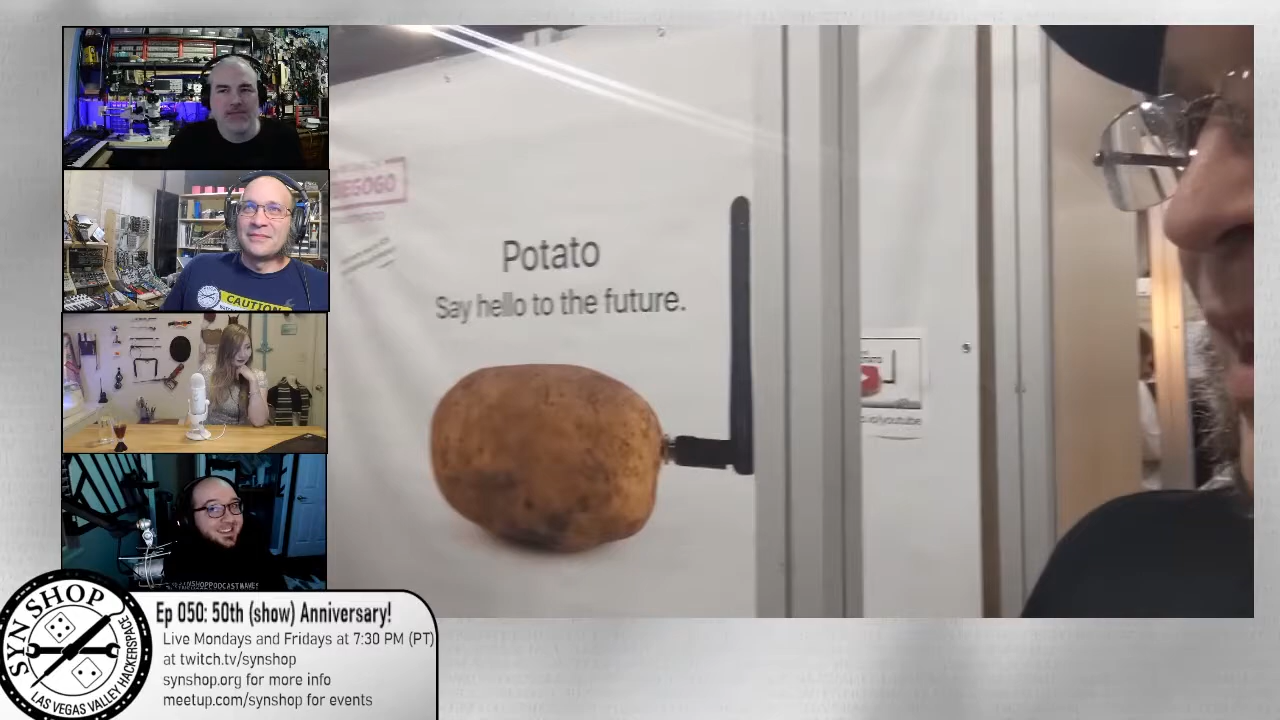 EGOGO
Potato
Say hello to the future.
youtube
CAUTION
SYN SHOP
LAS VEGAS VALLEY HACKERSPACE
Ep 050: 50th (show) Anniversary!
Live Mondays and Fridays at 7:30 PM (PT)
at twitch.tv/synshop
synshop.org for more info
meetup.com/synshop for events